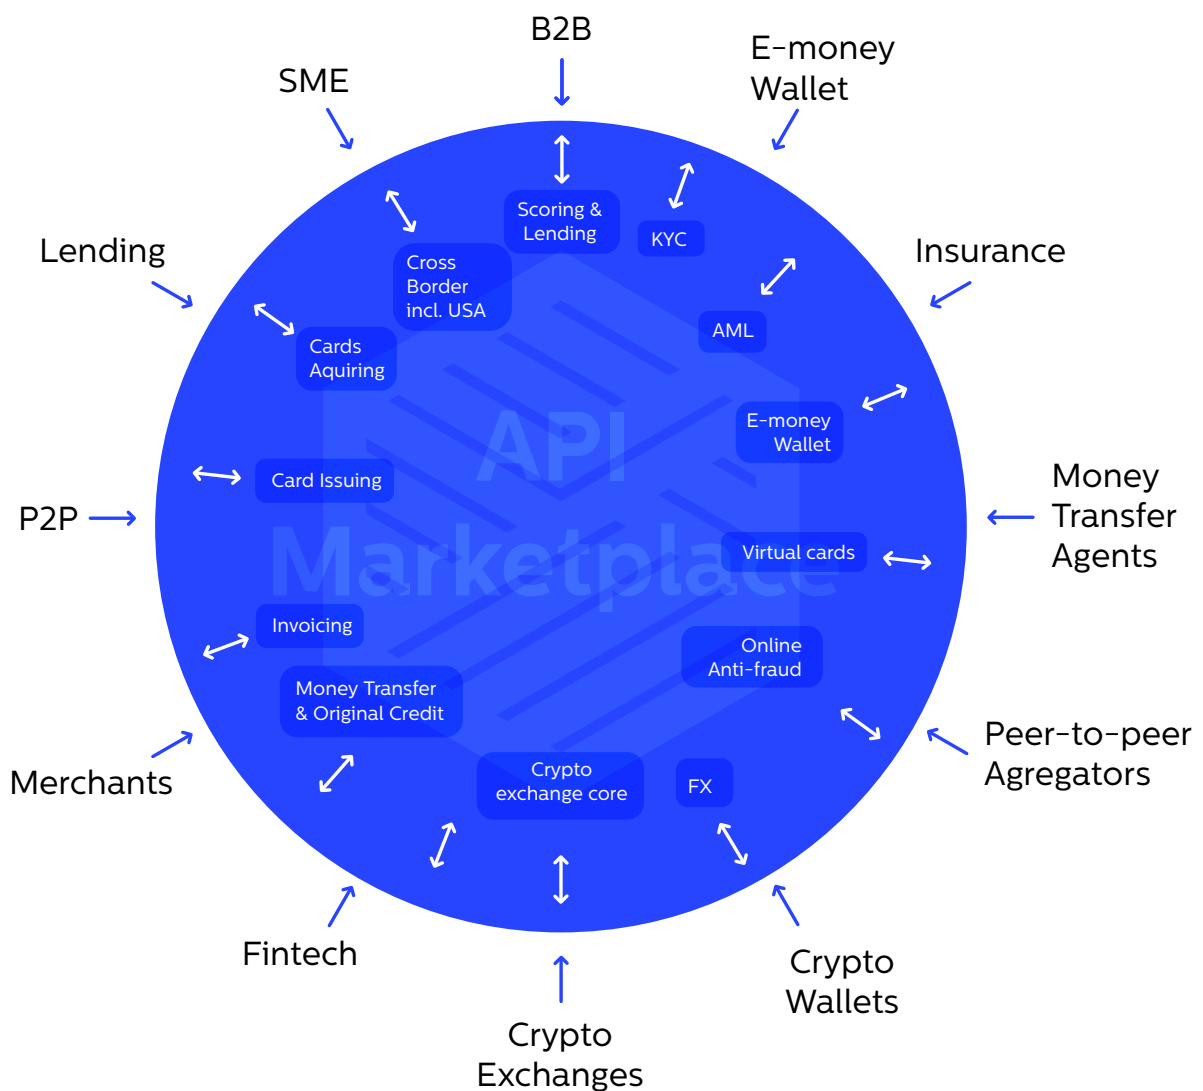 B2B
E-money
Wallet
SME
Scoring &
Lending
KYC
Lending
Insurance
Cross
Border
incl. USA
AML
Cards
Aquiring
E-money
Wallet
API
Card Issuing
Money
Transfer
Agents
P2P
Marketplace
Virtual cards
Invoicing
Online
Anti-fraud
Money Transfer
& Original Credit
Peer-to-peer
Agregators
Merchants
Crypto
exchange core
FX
Fintech
Crypto
Wallets
Crypto
Exchanges